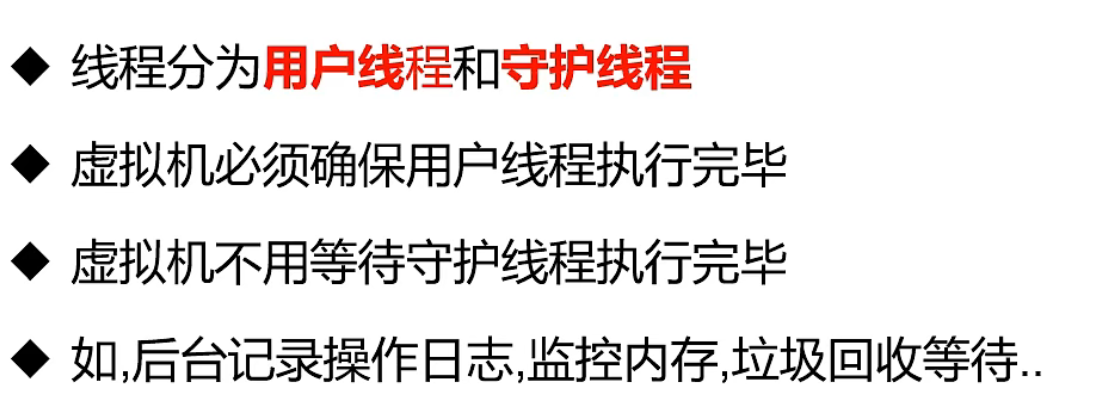 ◆ 线程分为用户线程和守护线程
◆ 虚拟机必须确保用户线程执行完毕
◆ 虚拟机不用等待守护线程执行完毕
◆ 如,后台记录操作日志,监控内存,垃圾回收等待..